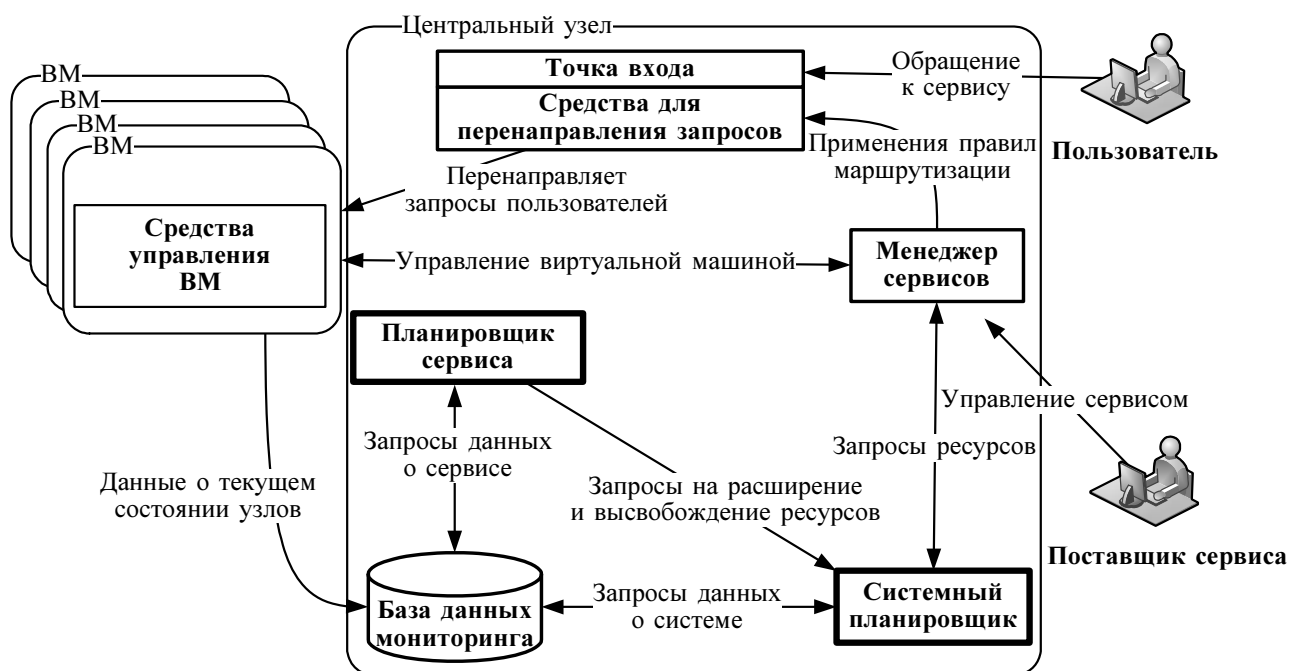 Центральный узел
ВМ
ВМ
ВМ
ВМ
Точка входа
Средства для
перенаправления запросов
Обращение
к сервису
Пользователь
Применения правил
маршрутизации
Перенаправляет
запросы пользователей
Средства
управления
ВМ
Управление виртуальной машиной
Менеджер
сервисов
Планировщик
сервиса
Управление сервисом
Запросы данных
о сервисе
Запросы ресурсов
Данные о текущем
состоянии узлов
Запросы на расширение
и высвобождение ресурсов
Поставщик сервиса
База данных
мониторинга
Запросы данных
о системе
Системный
планировщик